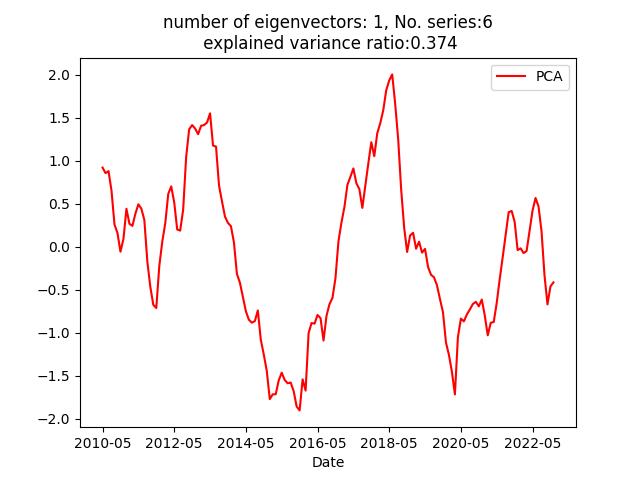 number of eigenvectors: 1, No. series:6
explained variance ratio:0.374
PCA
2.0
1.5
1.0
0.5
0.0
−0.5
−1.0
−1.5
−2.0
2010-05 2012-05 2014-05 2016-05 2018-05 2020-05 2022-05
Date